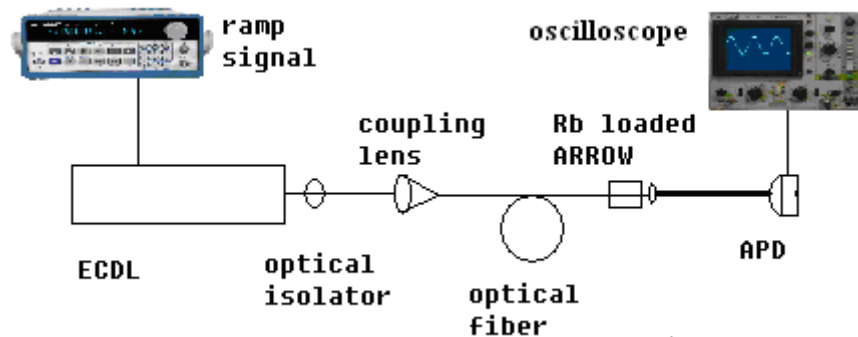 ramp
signal
oscilloscope
coupling
lens
Rb loaded
ARROW
ECDL
optical
isolator
optical
fiber
APD